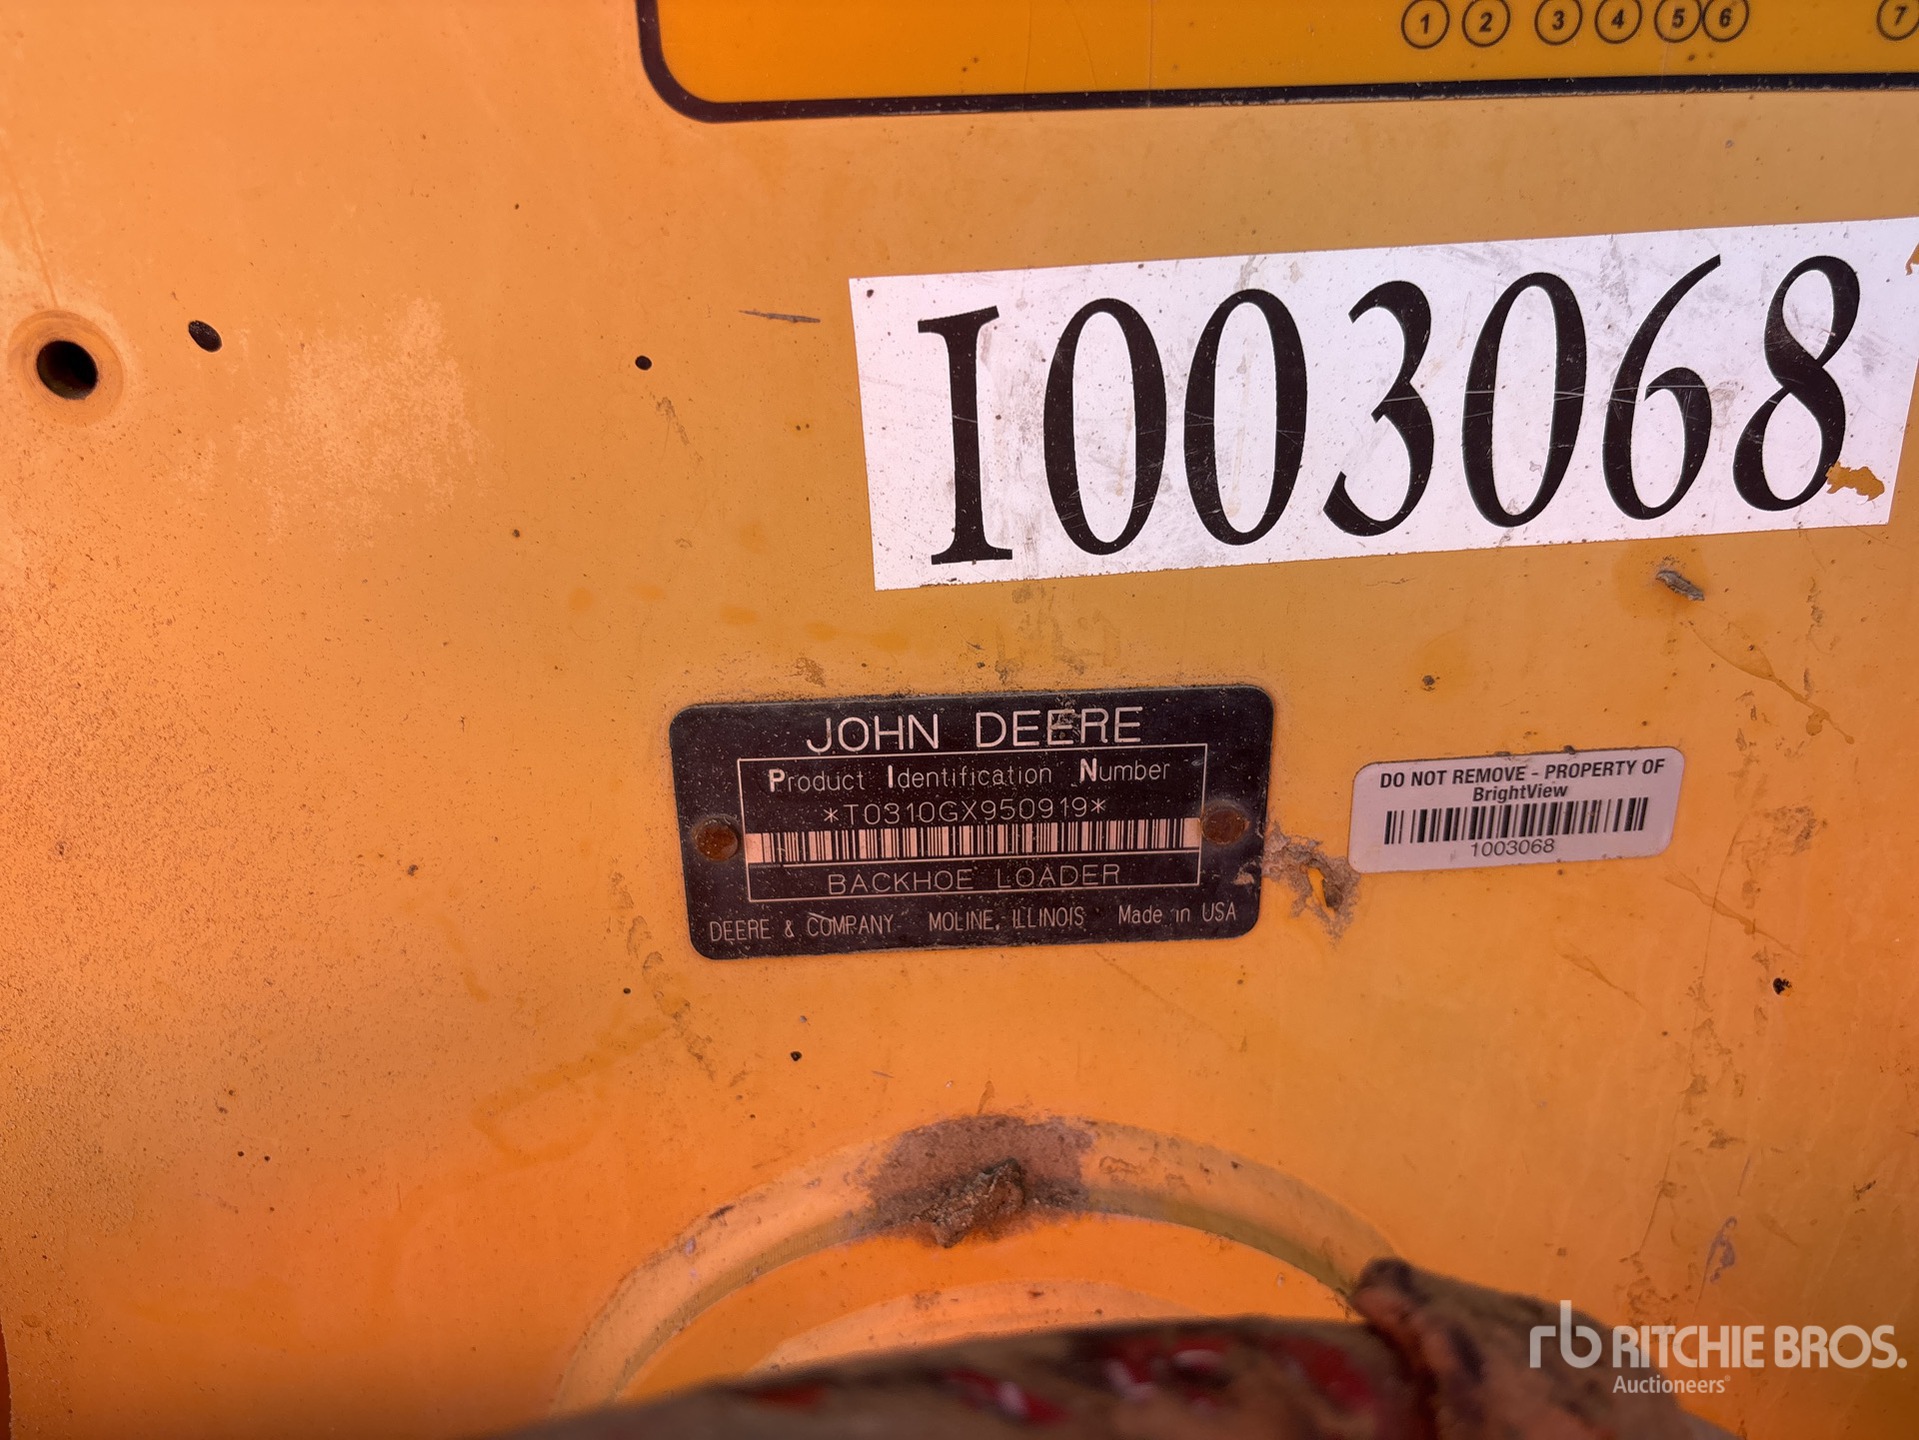 1 2 3 4 5 6 7
1003068
JOHN DEERE
Product Identification Number
*T0310GX950919*
BACKHOE LOADER
DEERE & COMPANY MOLINE, ILLINOIS Made in USA
DO NOT REMOVE - PROPERTY OF
BrightView
1003068
rb RITCHIE BROS.
Auctioneers